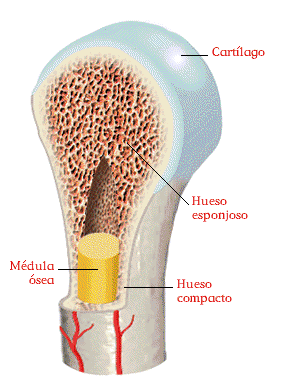 Cartílago
Hueso
esponjoso
Médula
ósea
Hueso
compacto